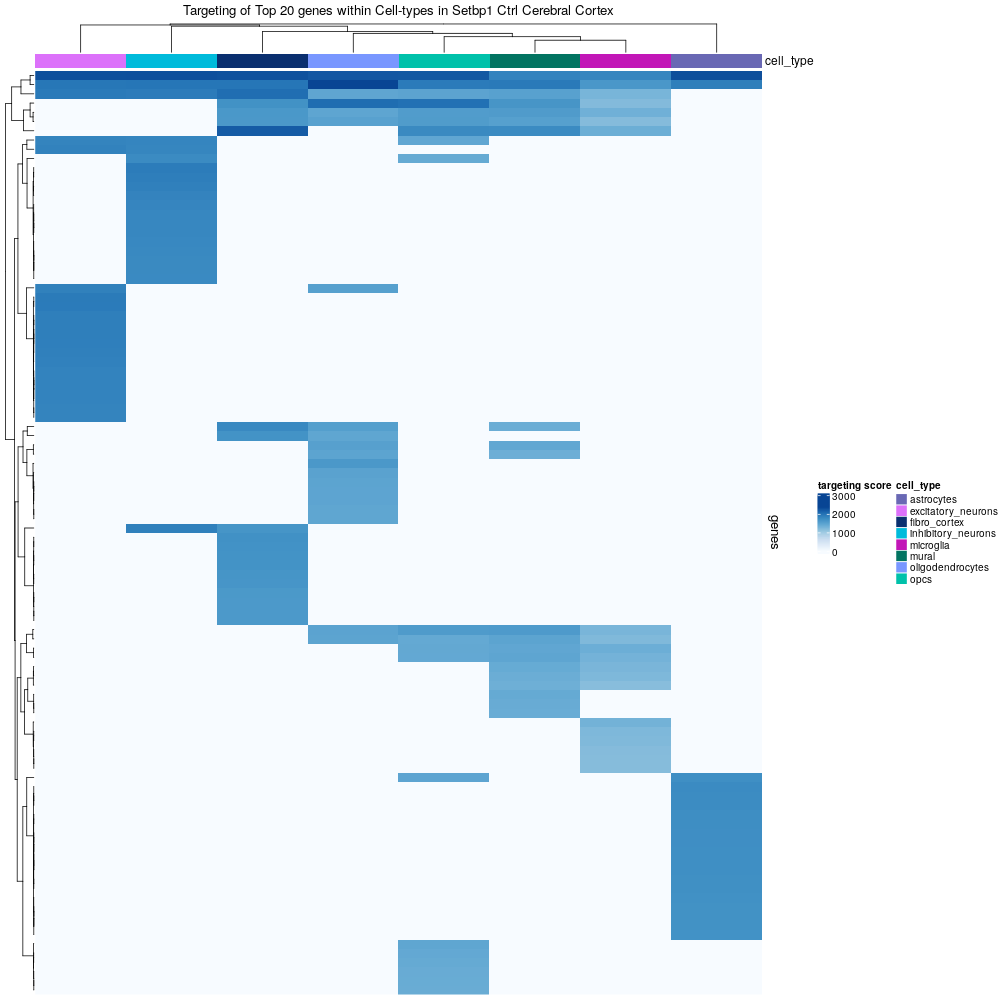 Targeting of Top 20 genes within Cell-types in Setbp1 Ctrl Cerebral Cortex
cell_type
genes
targeting score
3000
2000
1000
0
cell_type
astrocytes
excitatory_neurons
fibro_cortex
inhibitory_neurons
microglia
mural
oligodendrocytes
opcs